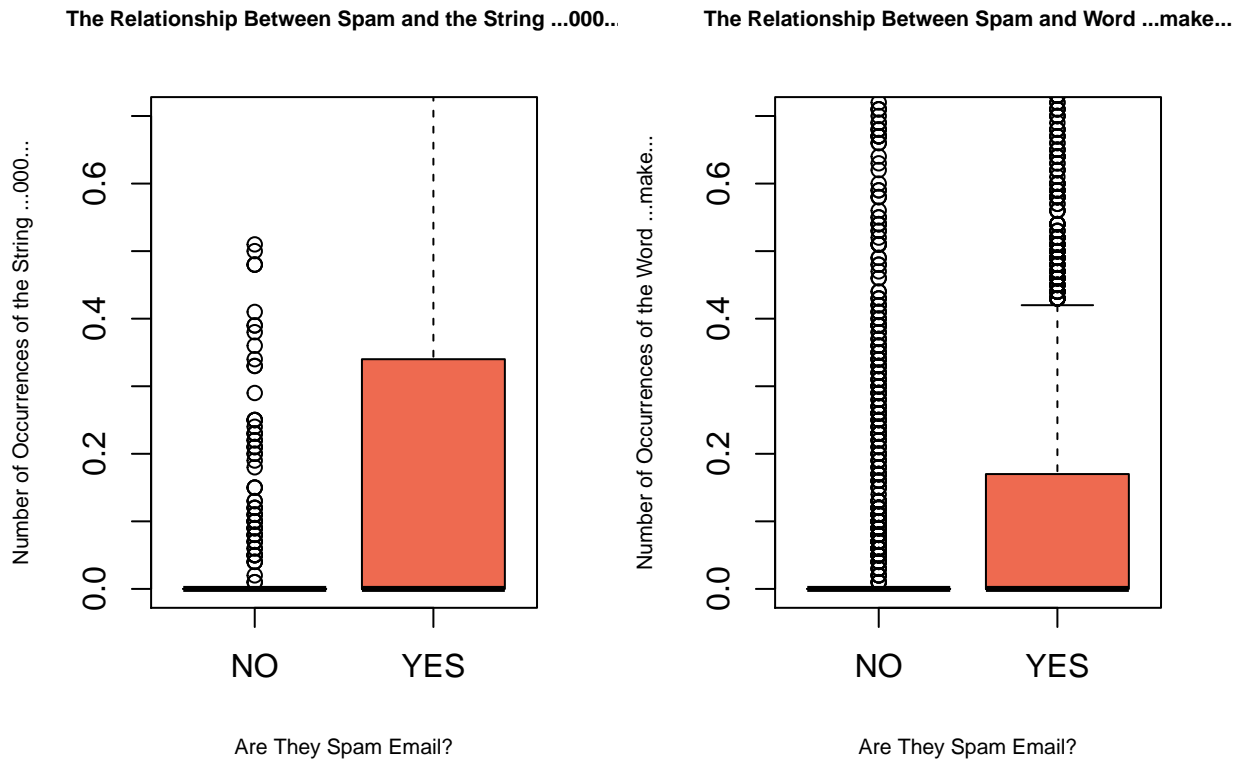 The Relationship Between Spam and the String ...000...
Number of Occurrences of the String ...000...
0.0
0.2
0.4
0.6
NO
YES
Are They Spam Email?
The Relationship Between Spam and Word ...make...
Number of Occurrences of the Word ...make...
0.0
0.2
0.4
0.6
NO
YES
Are They Spam Email?